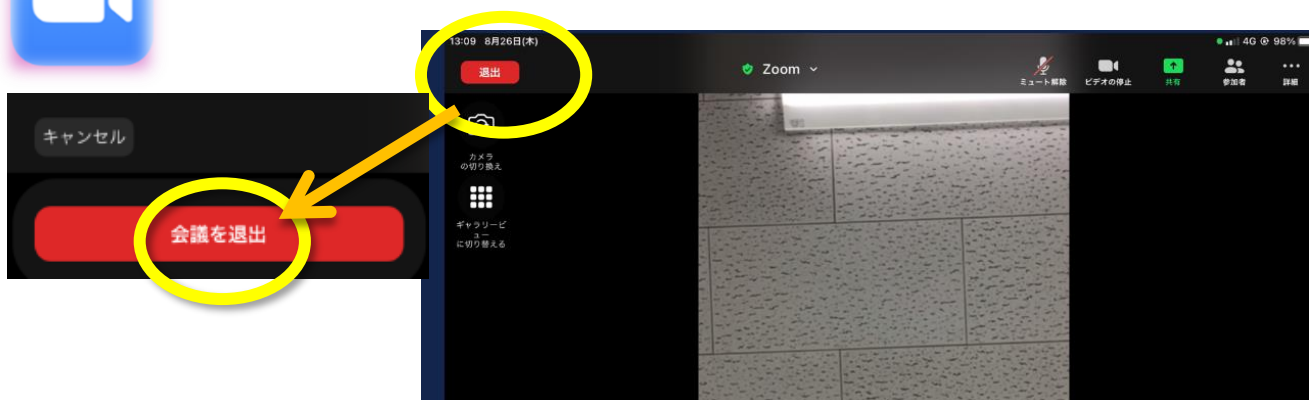 13:09 8月26日(木)
4G 98%
退出
Zoom
ミュート解除
ビデオの停止
共有
参加者
詳細
キャンセル
会議を退出
カメラ
の切り換え
ギャラリービ
ュー
に切り替える